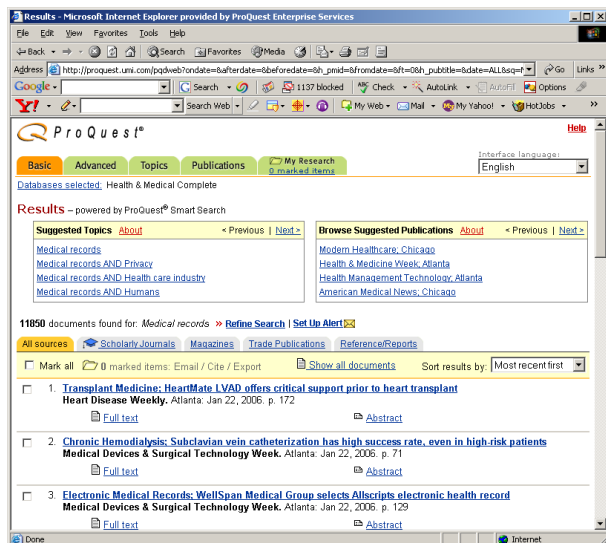 Results - Microsoft Internet Explorer provided by ProQuest Enterprise Services
File Edit View Favorites Tools Help
Back Search Favorites Media
Address http://proquest.umi.com/pqdweb?ontdate=&afterdate=&beforedate=&h_pmid=&fromdate=&ft=0&h_pubtitle=&date=ALL&sq= Go Links »
Google Search 1137 blocked Check AutoLink AutoFill Options
Y! Search Web My Web Mail My Yahoo! HotJobs »
ProQuest® Help
Interface language:
Basic Advanced Topics Publications My Research
0 marked items English
Databases selected: Health & Medical Complete
Results – powered by ProQuest® Smart Search
Suggested Topics About < Previous | Next >
Medical records
Medical records AND Privacy
Medical records AND Health care industry
Medical records AND Humans
Browse Suggested Publications About < Previous | Next >
Modern Healthcare; Chicago
Health & Medicine Week; Atlanta
Health Management Technology; Atlanta
American Medical News; Chicago
11850 documents found for: Medical records » Refine Search | Set Up Alert
All sources Scholarly Journals Magazines Trade Publications Reference/Reports
Mark all 0 marked items: Email / Cite / Export Show all documents Sort results by: Most recent first
1. Transplant Medicine; HeartMate LVAD offers critical support prior to heart transplant
Heart Disease Weekly. Atlanta: Jan 22, 2006. p. 172
Full text Abstract
2. Chronic Hemodialysis; Subclavian vein catheterization has high success rate, even in high-risk patients
Medical Devices & Surgical Technology Week. Atlanta: Jan 22, 2006. p. 71
Full text Abstract
3. Electronic Medical Records; WellSpan Medical Group selects Allscripts electronic health record
Medical Devices & Surgical Technology Week. Atlanta: Jan 22, 2006. p. 129
Full text Abstract
Done Internet